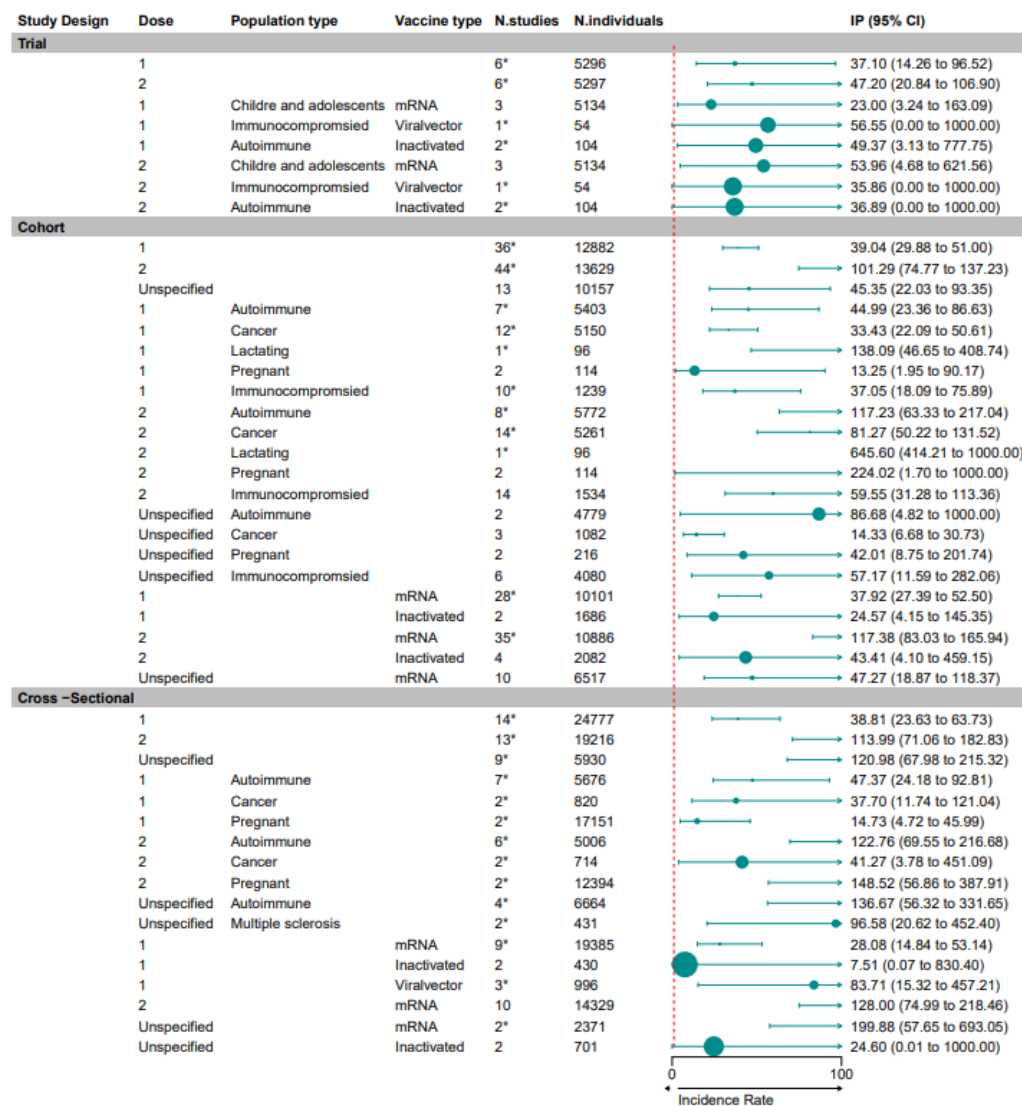 Study Design Dose Population type Vaccine type N.studies N.individuals IP (95% CI)
Trial
1 6* 5296 37.10 (14.26 to 96.52)
2 6* 5297 47.20 (20.84 to 106.90)
1 Childre and adolescents mRNA 3 5134 23.00 (3.24 to 163.09)
1 Immunocompromsied Viralvector 1* 54 56.55 (0.00 to 1000.00)
1 Autoimmune Inactivated 2* 104 49.37 (3.13 to 777.75)
2 Childre and adolescents mRNA 3 5134 53.96 (4.68 to 621.56)
2 Immunocompromsied Viralvector 1* 54 35.86 (0.00 to 1000.00)
2 Autoimmune Inactivated 2* 104 36.89 (0.00 to 1000.00)
Cohort
1 36* 12882 39.04 (29.88 to 51.00)
2 44* 13629 101.29 (74.77 to 137.23)
Unspecified 13 10157 45.35 (22.03 to 93.35)
1 Autoimmune 7* 5403 44.99 (23.36 to 86.63)
1 Cancer 12* 5150 33.43 (22.09 to 50.61)
1 Lactating 1* 96 138.09 (46.65 to 408.74)
1 Pregnant 2 114 13.25 (1.95 to 90.17)
1 Immunocompromsied 10* 1239 37.05 (18.09 to 75.89)
2 Autoimmune 8* 5772 117.23 (63.33 to 217.04)
2 Cancer 14* 5261 81.27 (50.22 to 131.52)
2 Lactating 1* 96 645.60 (414.21 to 1000.00)
2 Pregnant 2 114 224.02 (1.70 to 1000.00)
2 Immunocompromsied 14 1534 59.55 (31.28 to 113.36)
Unspecified Autoimmune 2 4779 86.68 (4.82 to 1000.00)
Unspecified Cancer 3 1082 14.33 (6.68 to 30.73)
Unspecified Pregnant 2 216 42.01 (8.75 to 201.74)
Unspecified Immunocompromsied 6 4080 57.17 (11.59 to 282.06)
1 mRNA 28* 10101 37.92 (27.39 to 52.50)
1 Inactivated 2 1686 24.57 (4.15 to 145.35)
2 mRNA 35* 10886 117.38 (83.03 to 165.94)
2 Inactivated 4 2082 43.41 (4.10 to 459.15)
Unspecified mRNA 10 6517 47.27 (18.87 to 118.37)
Cross −Sectional
1 14* 24777 38.81 (23.63 to 63.73)
2 13* 19216 113.99 (71.06 to 182.83)
Unspecified 9* 5930 120.98 (67.98 to 215.32)
1 Autoimmune 7* 5676 47.37 (24.18 to 92.81)
1 Cancer 2* 820 37.70 (11.74 to 121.04)
1 Pregnant 2* 17151 14.73 (4.72 to 45.99)
2 Autoimmune 6* 5006 122.76 (69.55 to 216.68)
2 Cancer 2* 714 41.27 (3.78 to 451.09)
2 Pregnant 2* 12394 148.52 (56.86 to 387.91)
Unspecified Autoimmune 4* 6664 136.67 (56.32 to 331.65)
Unspecified Multiple sclerosis 2* 431 96.58 (20.62 to 452.40)
1 mRNA 9* 19385 28.08 (14.84 to 53.14)
1 Inactivated 2 430 7.51 (0.07 to 830.40)
1 Viralvector 3* 996 83.71 (15.32 to 457.21)
2 mRNA 10 14329 128.00 (74.99 to 218.46)
Unspecified mRNA 2* 2371 199.88 (57.65 to 693.05)
Unspecified Inactivated 2 701 24.60 (0.01 to 1000.00)
0 100
Incidence Rate